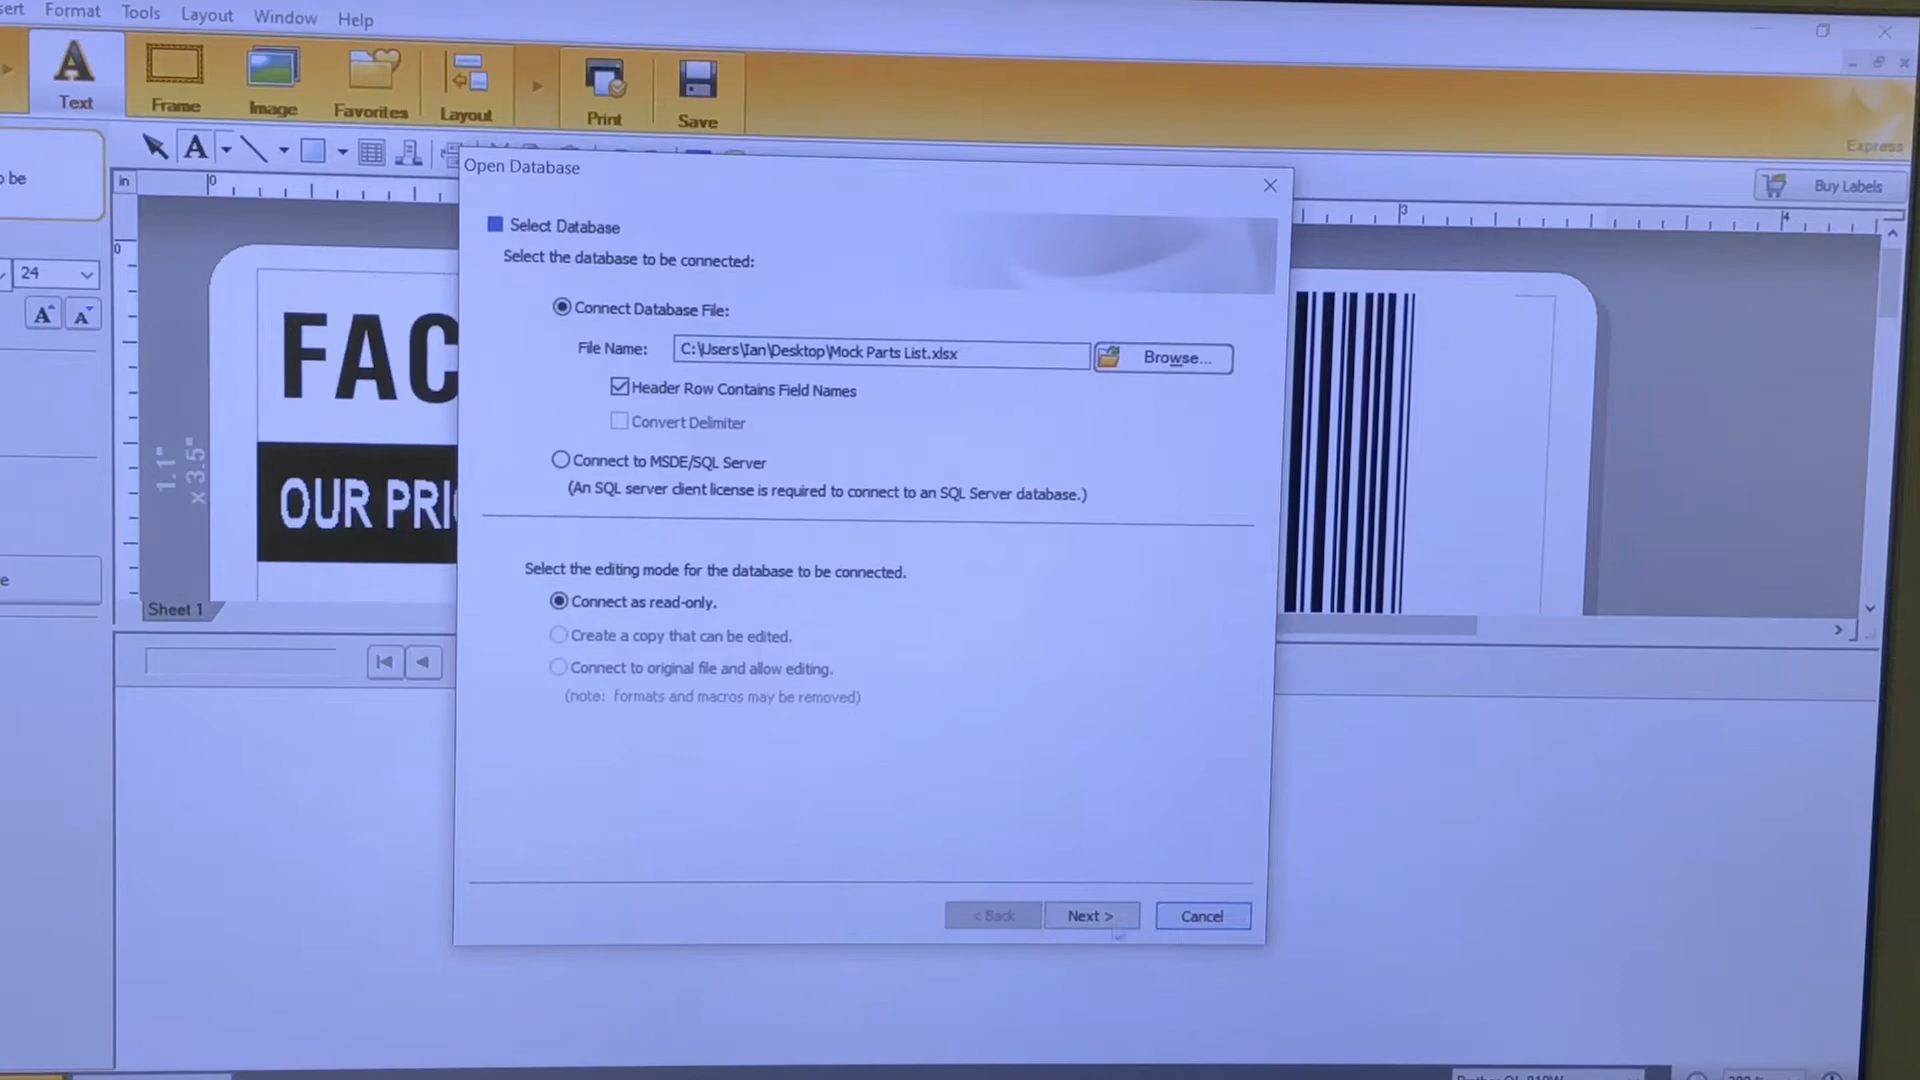 Format Tools Layout Window Help
Text
Frame
Image
Favorites
Layout
Print
Save
Express
Buy Labels
o be
in
0
3
4
24
0
FAC
OUR PRI
1.1"
x 3.5"
Sheet 1
Open Database
Select Database
Select the database to be connected:
Connect Database File:
File Name: C:\Users\Ian\Desktop\Mock Parts List.xlsx Browse...
Header Row Contains Field Names
Convert Delimiter
Connect to MSDE/SQL Server
(An SQL server client license is required to connect to an SQL Server database.)
Select the editing mode for the database to be connected.
Connect as read-only.
Create a copy that can be edited.
Connect to original file and allow editing.
(note: formats and macros may be removed)
< Back Next > Cancel